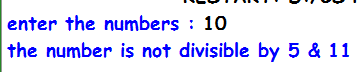 enter the numbers : 10
the number is not divisible by 5 & 11